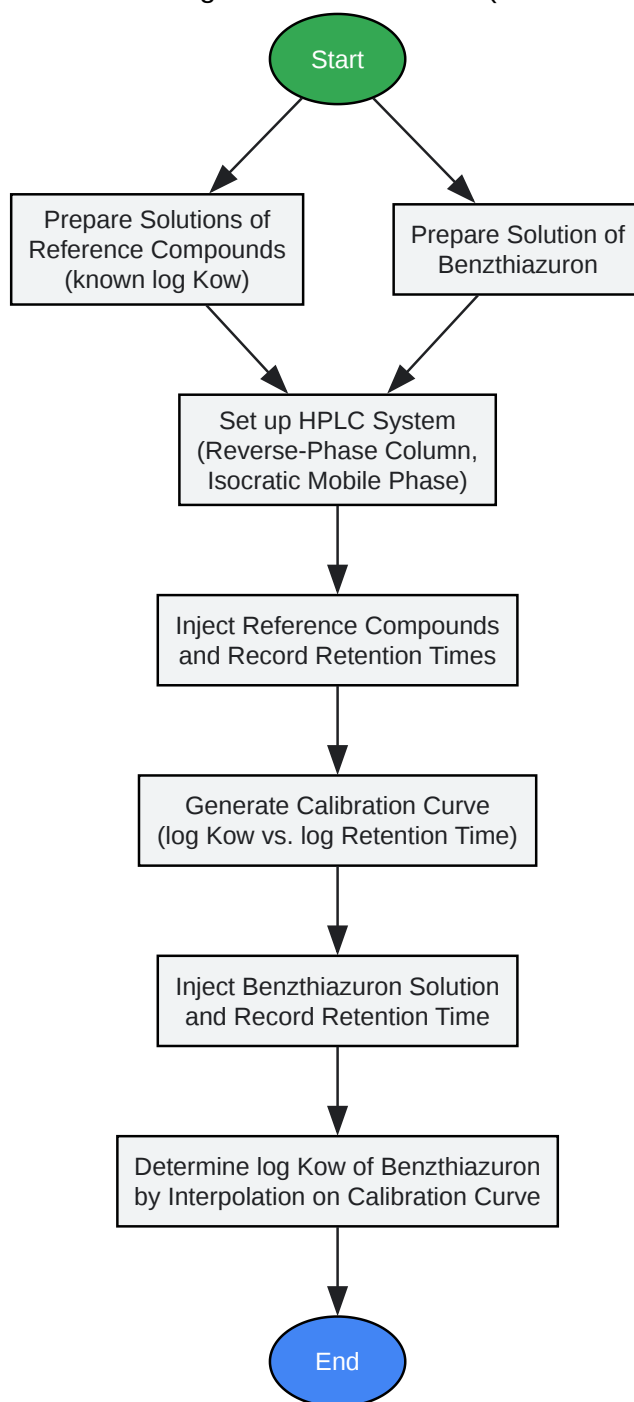 Start
Prepare Solutions of
Reference Compounds
(known log Kow)
Prepare Solution of
Benzthiazuron
Set up HPLC System
(Reverse-Phase Column,
Isocratic Mobile Phase)
Inject Reference Compounds
and Record Retention Times
Generate Calibration Curve
(log Kow vs. log Retention Time)
Inject Benzthiazuron Solution
and Record Retention Time
Determine log Kow of Benzthiazuron
by Interpolation on Calibration Curve
End